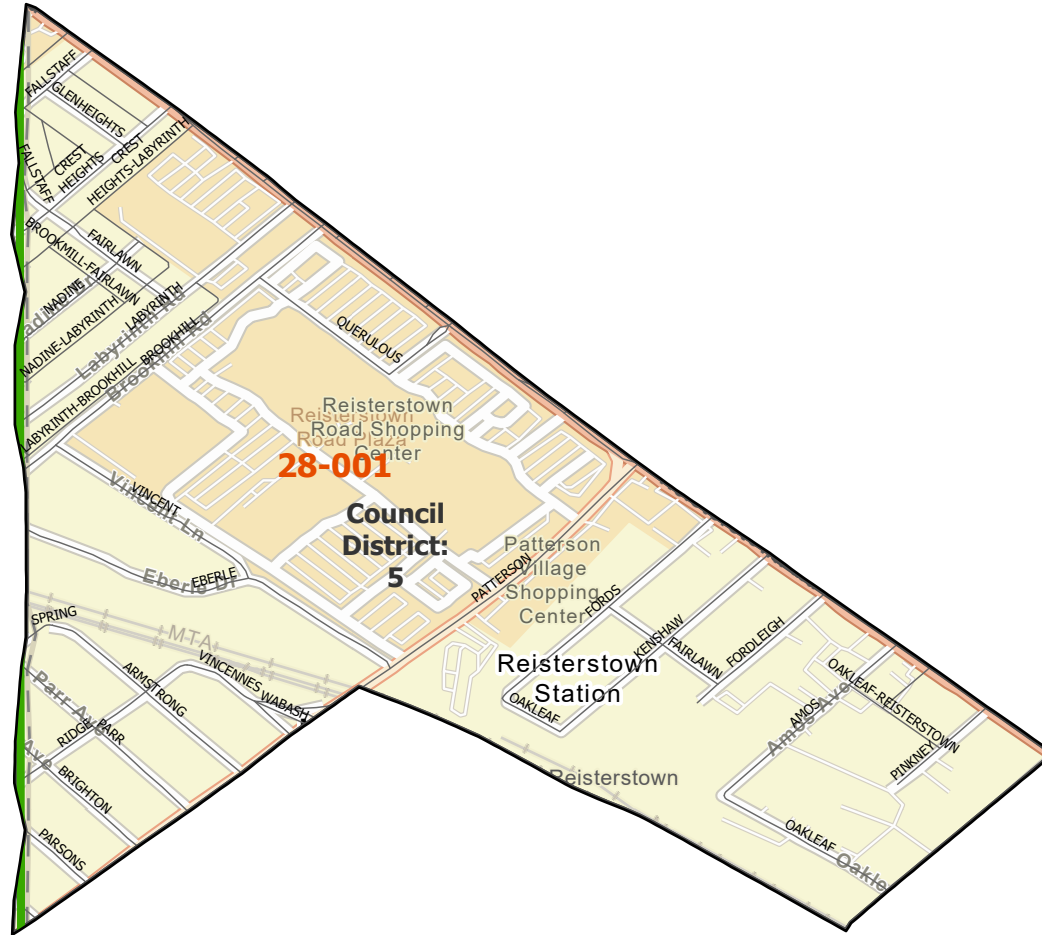 FALLSTAFF
GLENHEIGHTS
CREST
HEIGHTS
CREST
HEIGHTS-LABYRINTH
FALLSTAFF
BROOKMILL-FAIRLAWN
FAIRLAWN
NADINE
NADINE-LABYRINTH
LABYRINTH
Labyrinth Rd
LABYRINTH-BROOKHILL
BROOKHILL
Brookhill Rd
QUERULOUS
Reisterstown
Road Plaza
Reisterstown
Road Shopping
Center
28-001
Council
District:
5
VINCENT
Vincent Ln
EBERLE
Eberle Dr
PATTERSON
Patterson
Village
Shopping
Center
FORDS
KENSHAW
FAIRLAWN
FORDLEIGH
OAKLEAF
Reisterstown
Station
SPRING
MTA
VINCENNES
WABASH
ARMSTRONG
Parr Ave
RIDGE
PARR
Ave
BRIGHTON
PARSONS
OAKLEAF-REISTERSTOWN
AMOS
Amos Ave
PINKNEY
Reisterstown
OAKLEAF
Oakle